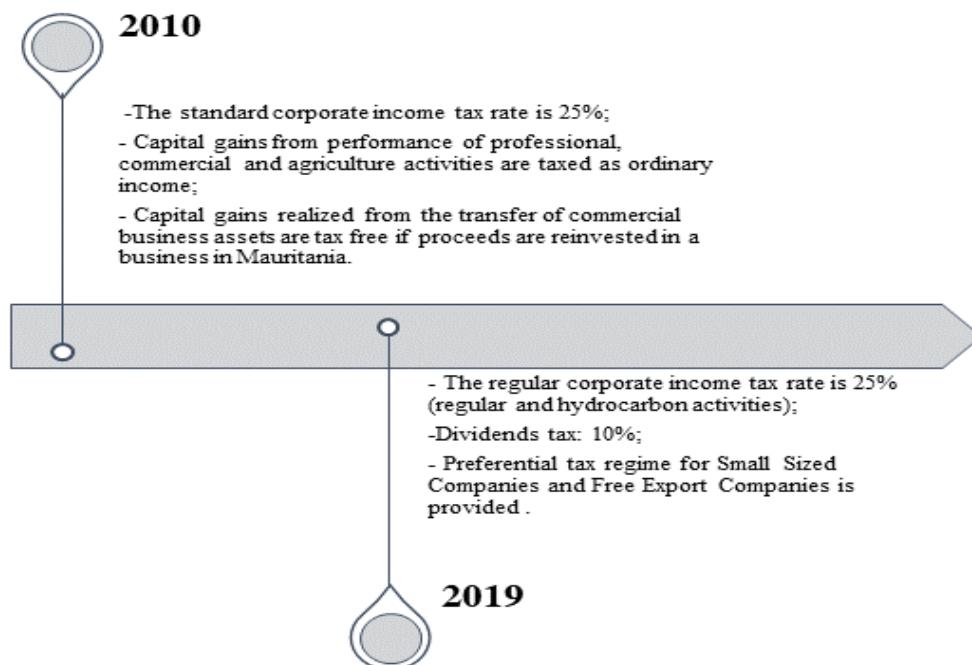 2010
-The standard corporate income tax rate is 25%;
- Capital gains from performance of professional,
commercial and agriculture activities are taxed as ordinary
income;
- Capital gains realized from the transfer of commercial
business assets are tax free if proceeds are reinvested in a
business in Mauritania.
- The regular corporate income tax rate is 25%
(regular and hydrocarbon activities);
-Dividends tax: 10%;
- Preferential tax regime for Small Sized
Companies and Free Export Companies is
provided .
2019